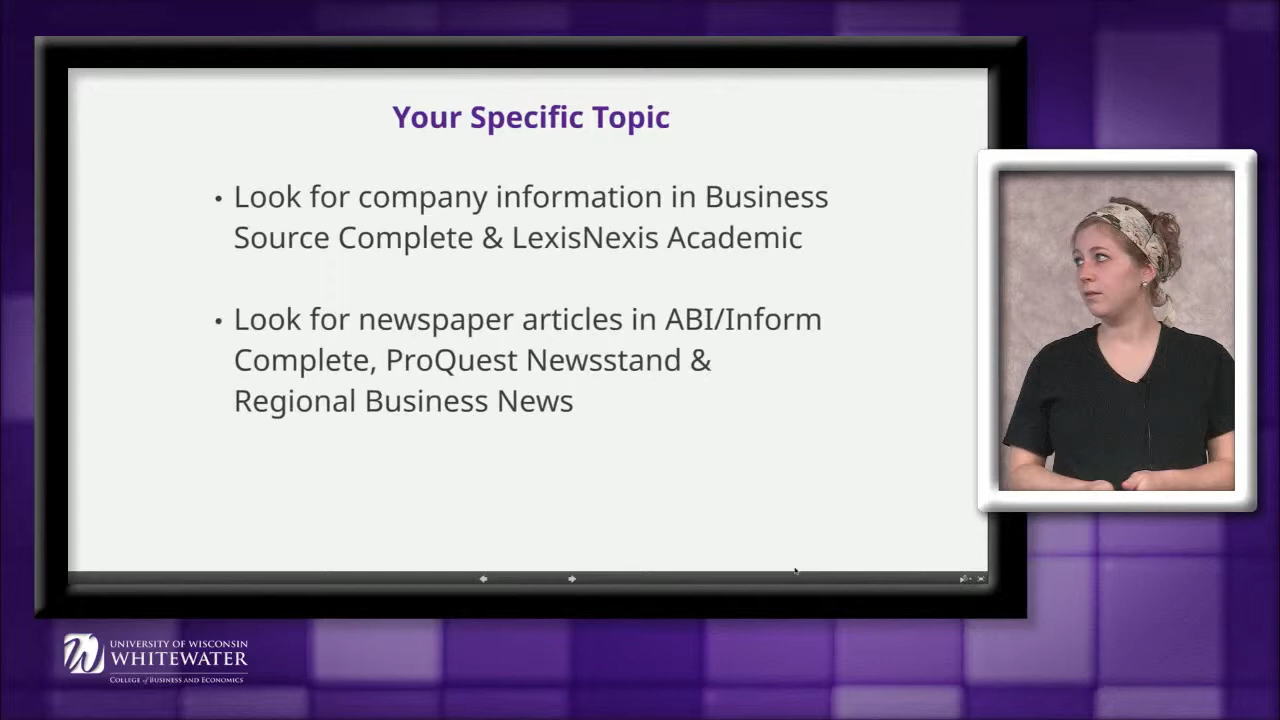 Your Specific Topic
• Look for company information in Business
Source Complete & LexisNexis Academic
• Look for newspaper articles in ABI/Inform
Complete, ProQuest Newsstand &
Regional Business News
W
UNIVERSITY OF WISCONSIN
WHITEWATER
COLLEGE of BUSINESS AND ECONOMICS